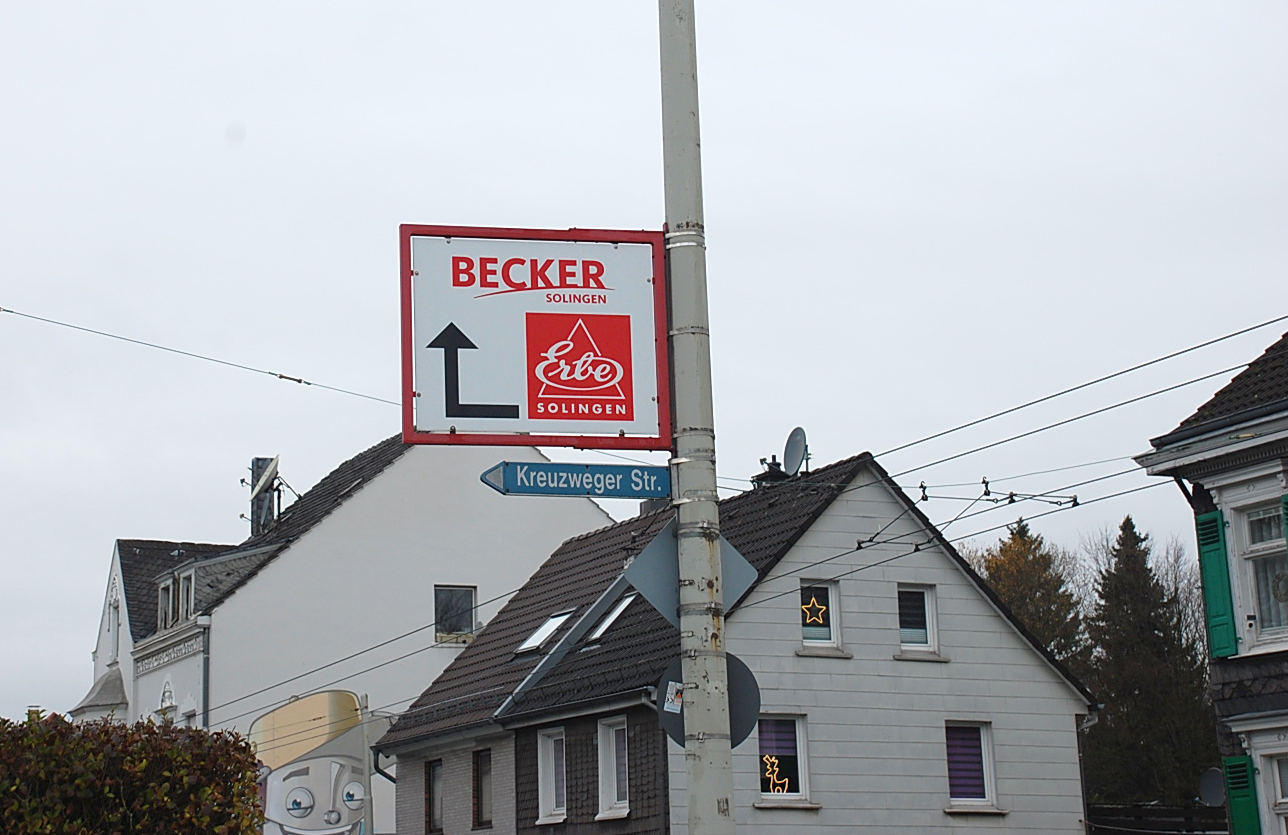 BECKER
SOLINGEN
Erbe
SOLINGEN
Kreuzweger Str.